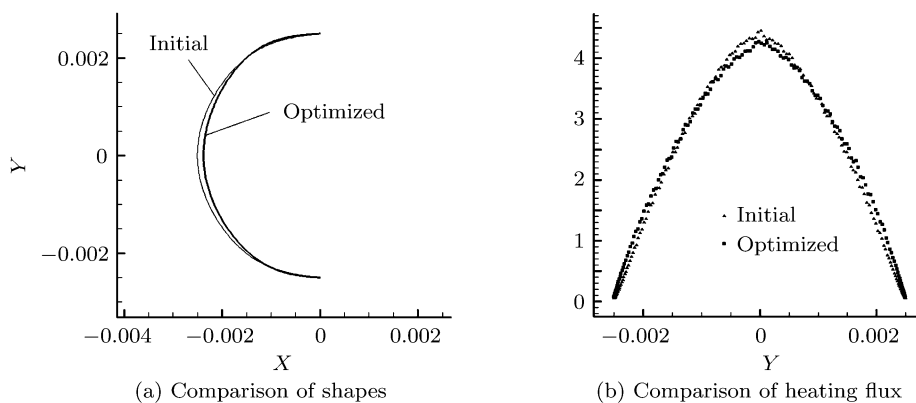 Initial
Optimized
0.002
0
−0.002
Y
−0.004
−0.002
0
0.002
X
(a) Comparison of shapes
4
3
2
1
0
Initial
Optimized
−0.002
0
0.002
Y
(b) Comparison of heating flux